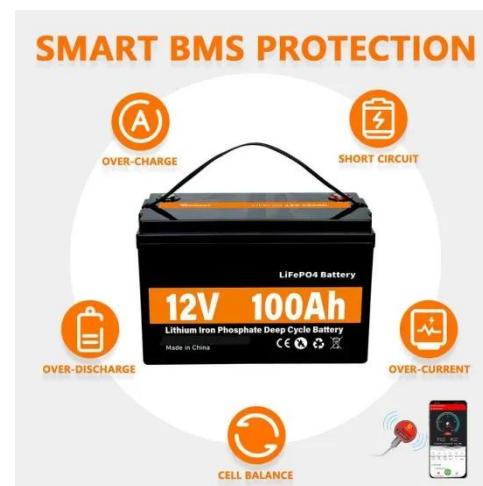 SMART BMS PROTECTION
OVER-CHARGE
SHORT CIRCUIT
LiFePO4 Battery
12V 100Ah
Lithium Iron Phosphate Deep Cycle Battery
Made in China
CE
OVER-DISCHARGE
OVER-CURRENT
CELL BALANCE